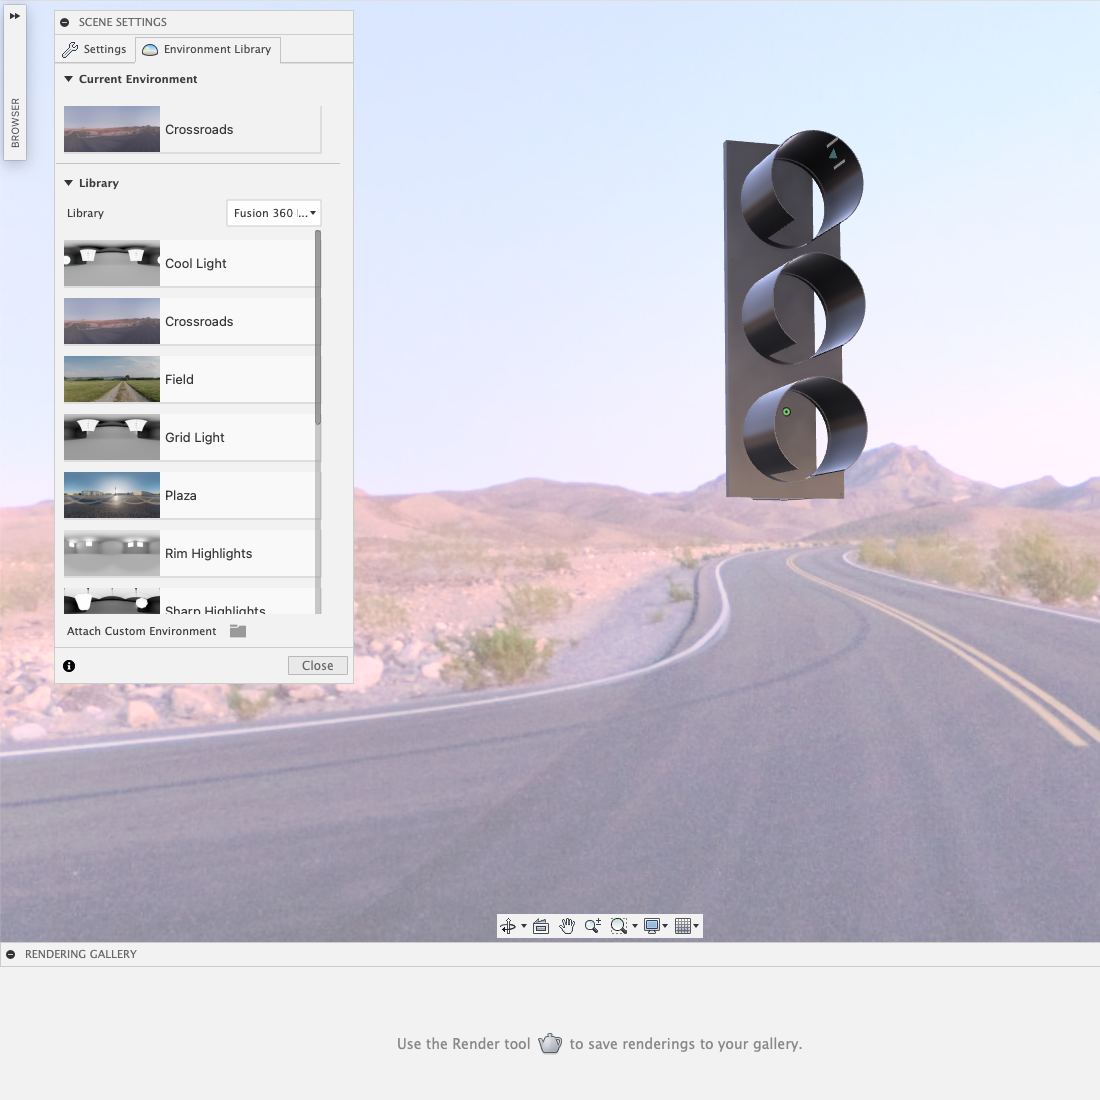 BROWSER
SCENE SETTINGS
Settings
Environment Library
Current Environment
Crossroads
Library
Library
Fusion 360 l...
Cool Light
Crossroads
Field
Grid Light
Plaza
Rim Highlights
Sharp Highlights
Attach Custom Environment
Close
RENDERING GALLERY
Use the Render tool to save renderings to your gallery.